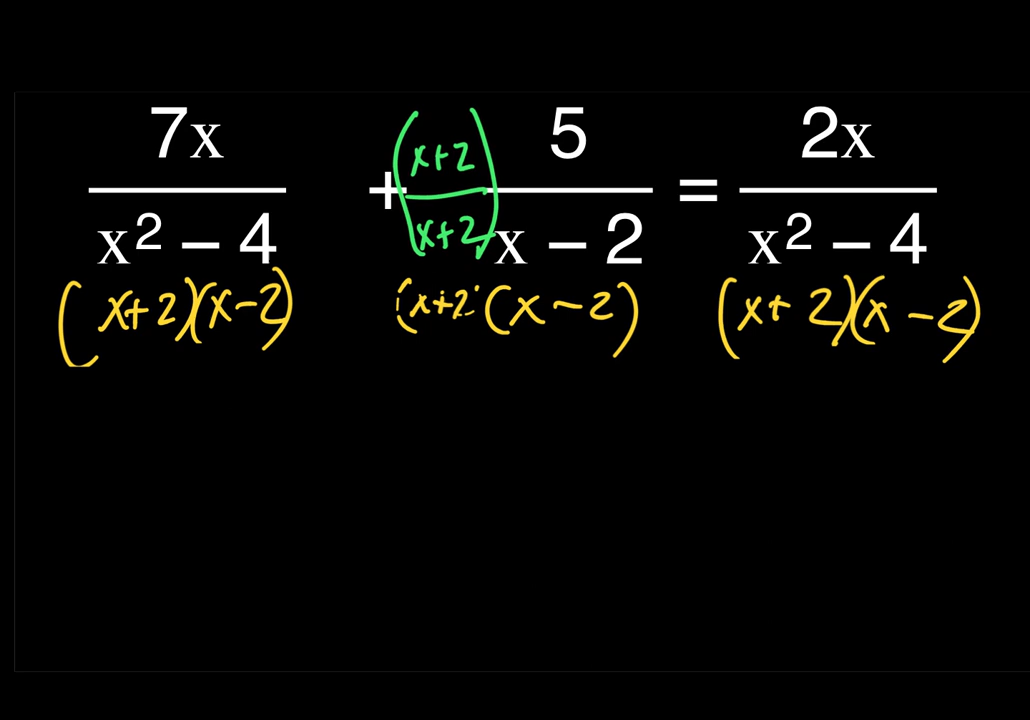 7x/(x² − 4) + (x+2)/(x+2) 5/(x − 2) = 2x/(x² − 4)
(x+2)(x−2) (x+2)(x−2) (x+2)(x−2)